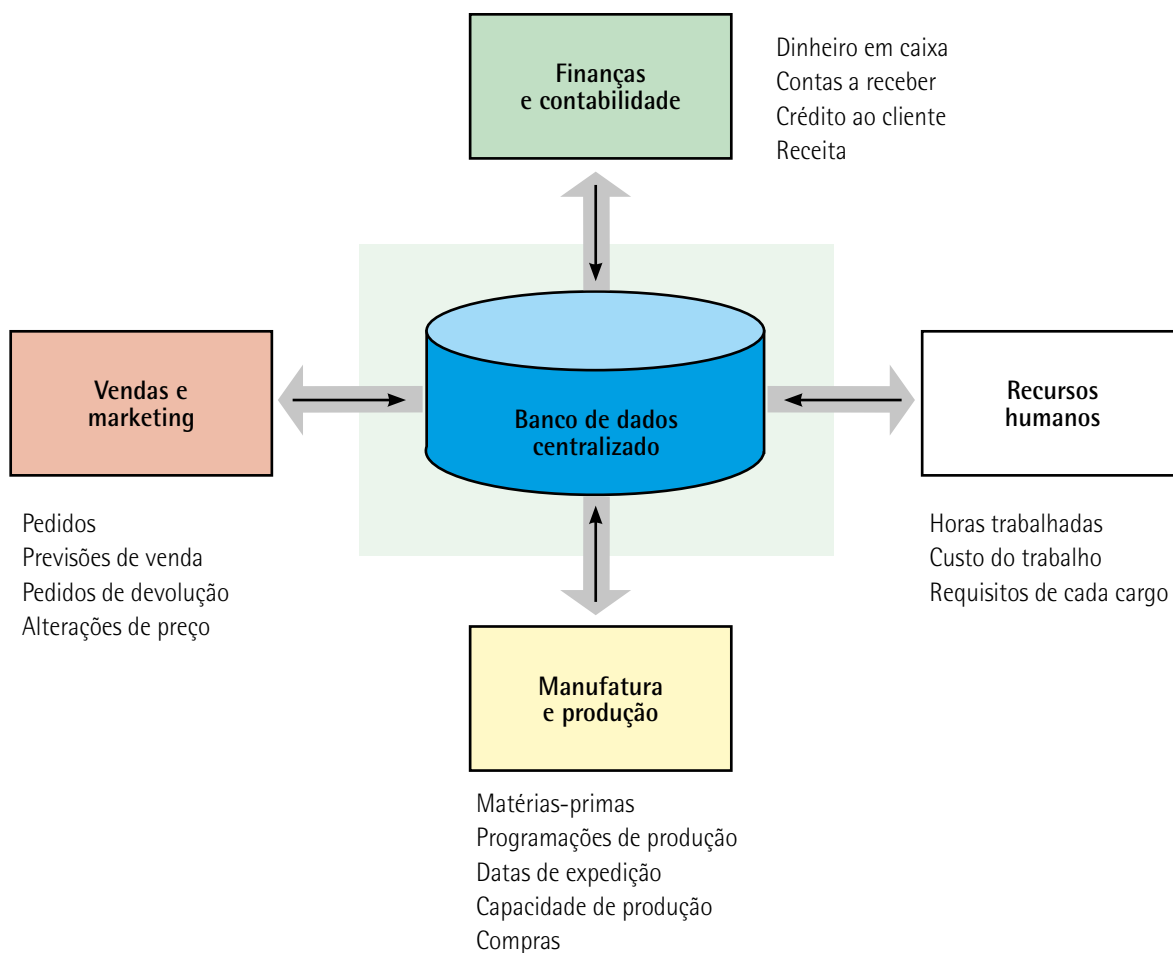 Finanças
e contabilidade
Dinheiro em caixa
Contas a receber
Crédito ao cliente
Receita
Vendas e
marketing
Banco de dados
centralizado
Recursos
humanos
Pedidos
Previsões de venda
Pedidos de devolução
Alterações de preço
Horas trabalhadas
Custo do trabalho
Requisitos de cada cargo
Manufatura
e produção
Matérias-primas
Programações de produção
Datas de expedição
Capacidade de produção
Compras